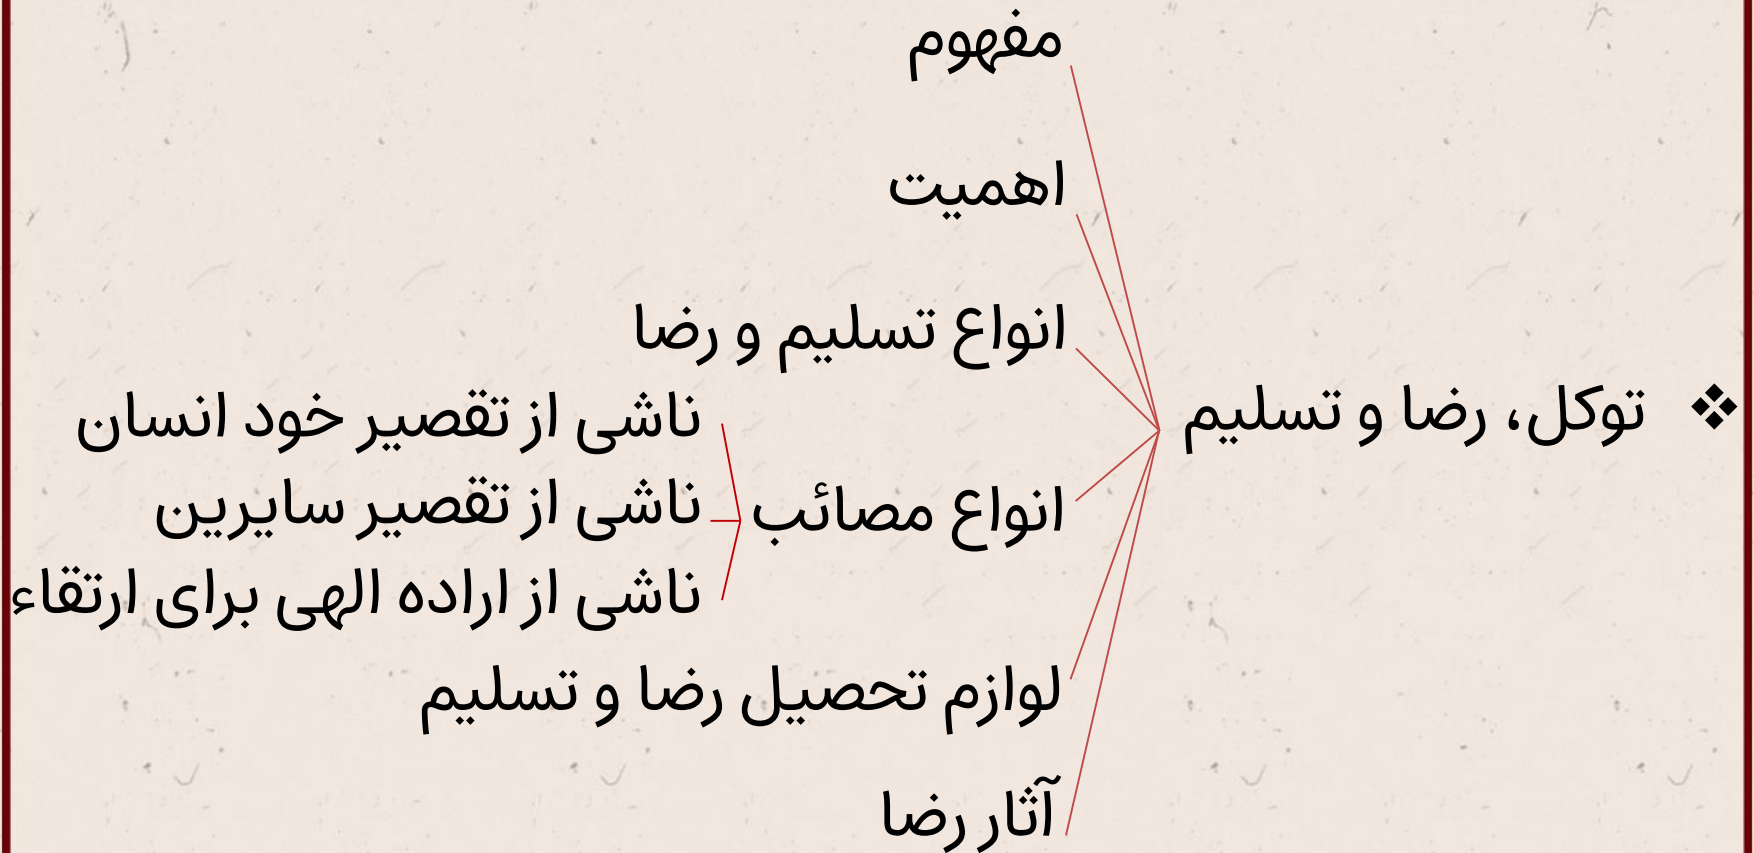 ❖ توکل، رضا و تسلیم
مفهوم
اهمیت
انواع تسلیم و رضا
انواع مصائب
ناشی از تقصیر خود انسان
ناشی از تقصیر سایرین
ناشی از اراده الهی برای ارتقاء
لوازم تحصیل رضا و تسلیم
آثار رضا